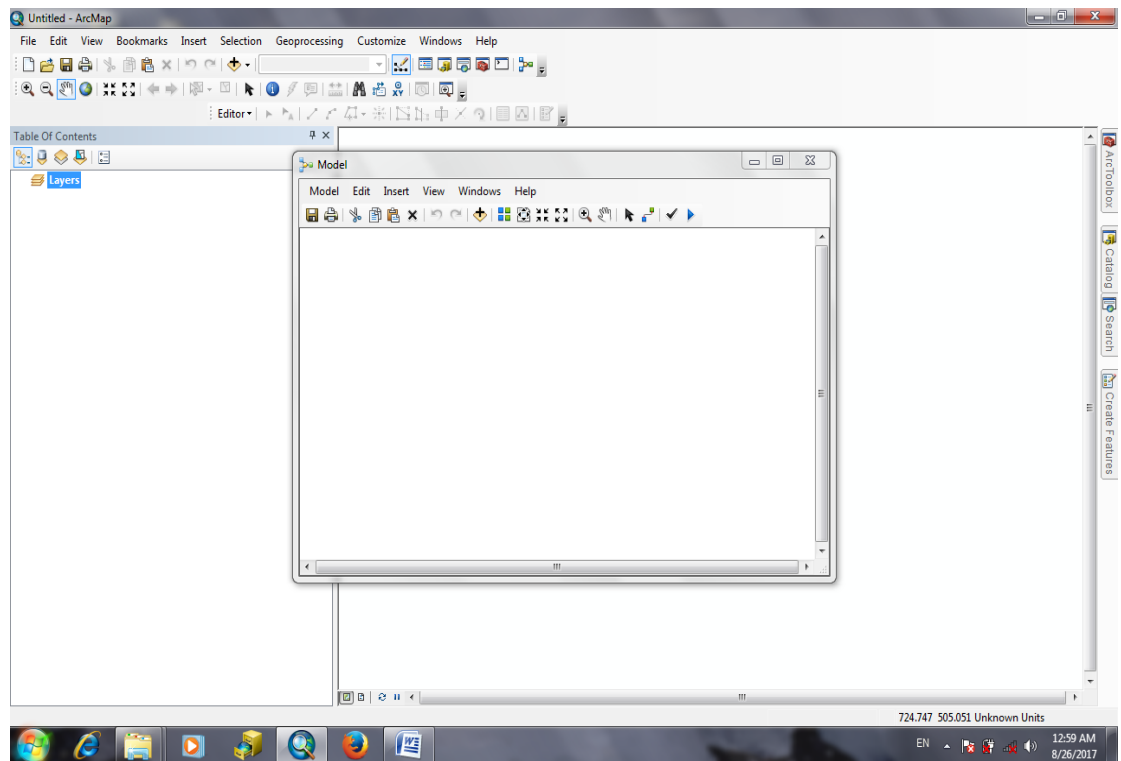 Untitled - ArcMap
File Edit View Bookmarks Insert Selection Geoprocessing Customize Windows Help
Editor
Table Of Contents
Layers
Model
Model Edit Insert View Windows Help
ArcToolbox
Catalog
Search
Create Features
724.747 505.051 Unknown Units
EN
12:59 AM
8/26/2017